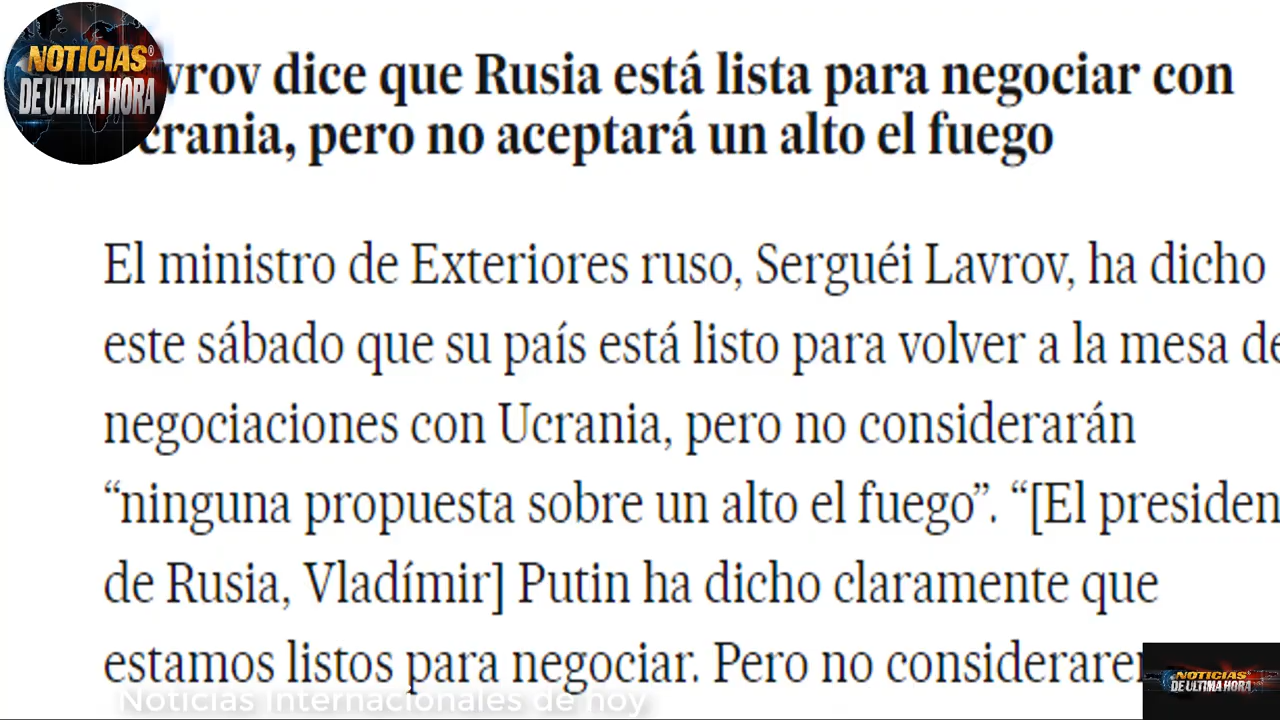 NOTICIAS®
DE ULTIMA HORA
vrov dice que Rusia está lista para negociar con
crania, pero no aceptará un alto el fuego
El ministro de Exteriores ruso, Serguéi Lavrov, ha dicho
este sábado que su país está listo para volver a la mesa de
negociaciones con Ucrania, pero no considerarán
“ninguna propuesta sobre un alto el fuego”. “[El presiden
de Rusia, Vladímir] Putin ha dicho claramente que
estamos listos para negociar. Pero no considerare
Noticias Internacionales de hoy
NOTICIAS
DE ULTIMA HORA